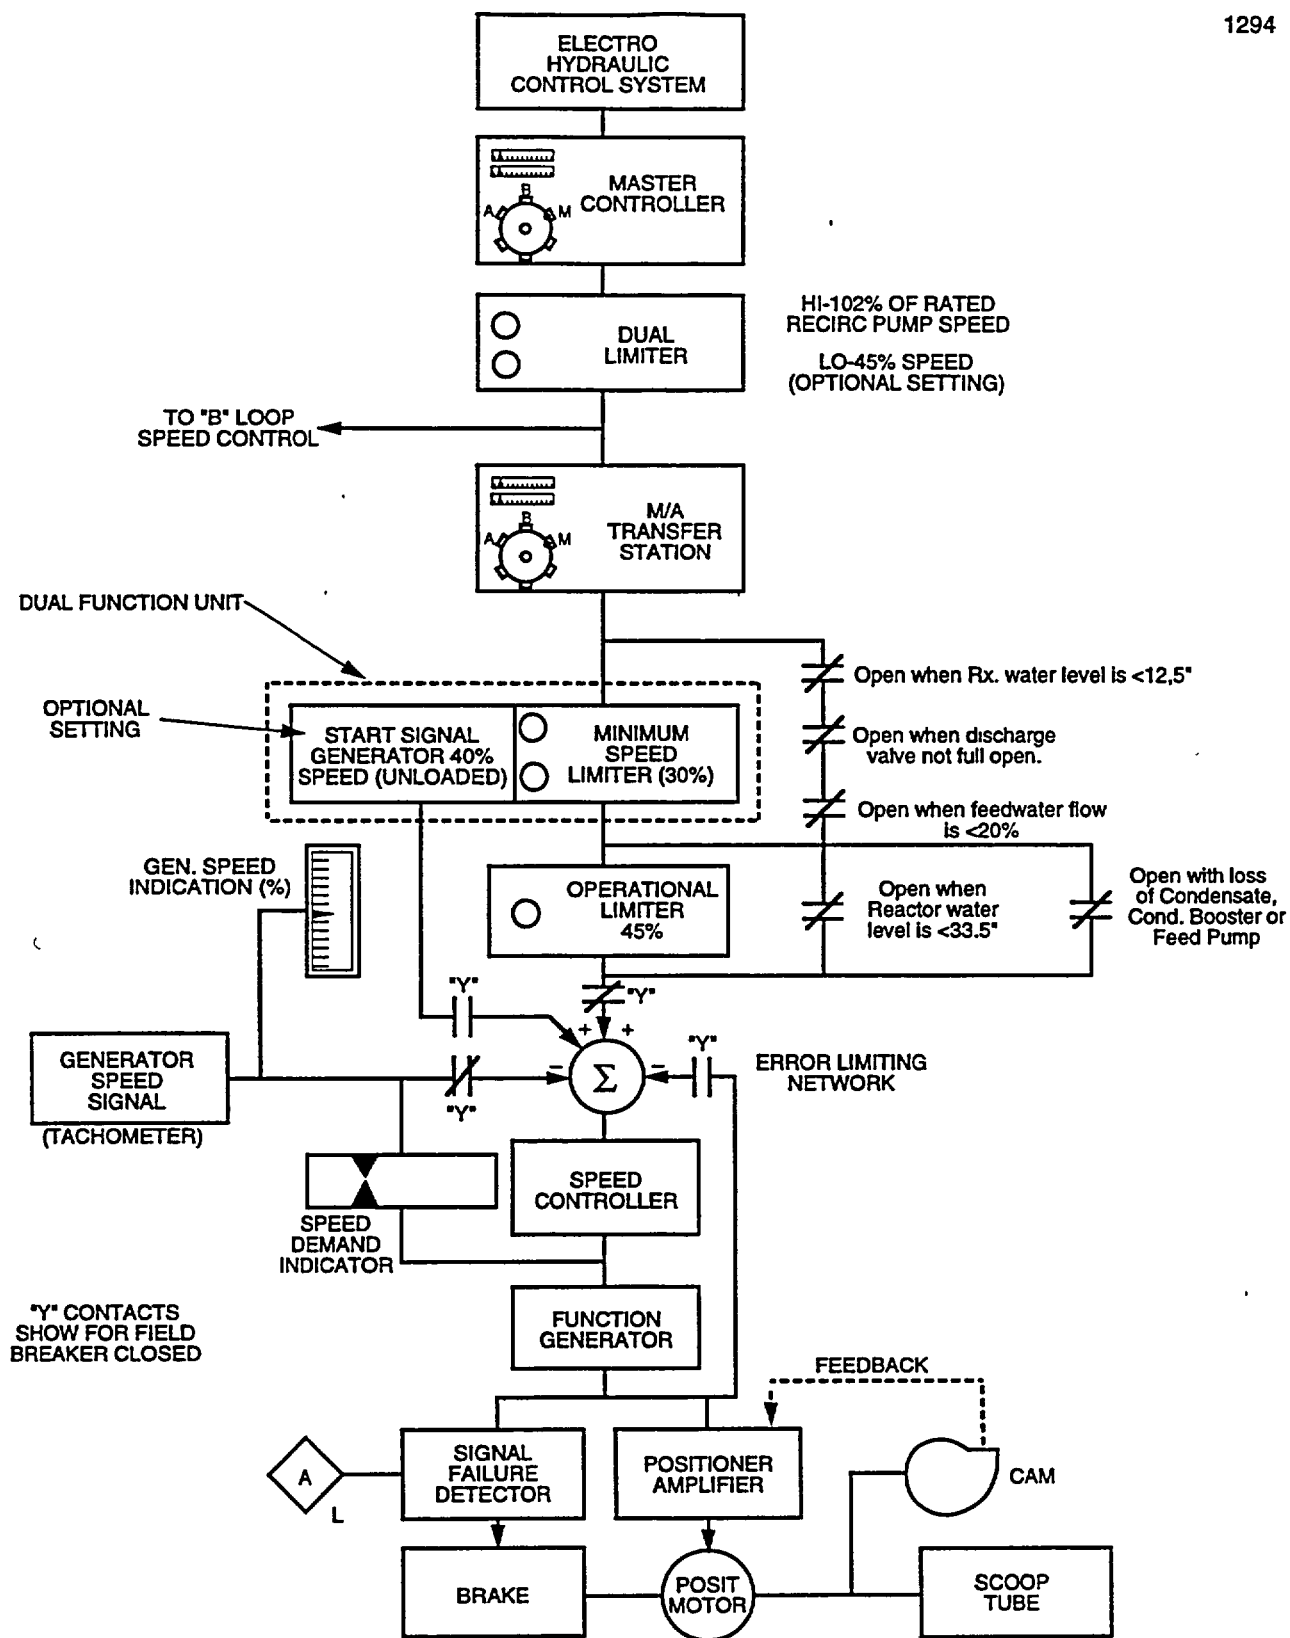 1294
ELECTRO
HYDRAULIC
CONTROL SYSTEM
B
A
M
MASTER
CONTROLLER
DUAL
LIMITER
HI-102% OF RATED
RECIRC PUMP SPEED
LO-45% SPEED
(OPTIONAL SETTING)
TO "B" LOOP
SPEED CONTROL
B
A
M
M/A
TRANSFER
STATION
DUAL FUNCTION UNIT
OPTIONAL
SETTING
START SIGNAL
GENERATOR 40%
SPEED (UNLOADED)
MINIMUM
SPEED
LIMITER (30%)
Open when Rx. water level is <12,5"
Open when discharge
valve not full open.
Open when feedwater flow
is <20%
GEN. SPEED
INDICATION (%)
OPERATIONAL
LIMITER
45%
Open when
Reactor water
level is <33.5"
Open with loss
of Condensate,
Cond. Booster or
Feed Pump
"Y"
"Y"
+ +
"Y"
GENERATOR
SPEED
SIGNAL
(TACHOMETER)
"Y"
-
Σ
-
ERROR LIMITING
NETWORK
SPEED
CONTROLLER
SPEED
DEMAND
INDICATOR
"Y" CONTACTS
SHOW FOR FIELD
BREAKER CLOSED
FUNCTION
GENERATOR
FEEDBACK
A
L
SIGNAL
FAILURE
DETECTOR
POSITIONER
AMPLIFIER
CAM
BRAKE
POSIT
MOTOR
SCOOP
TUBE